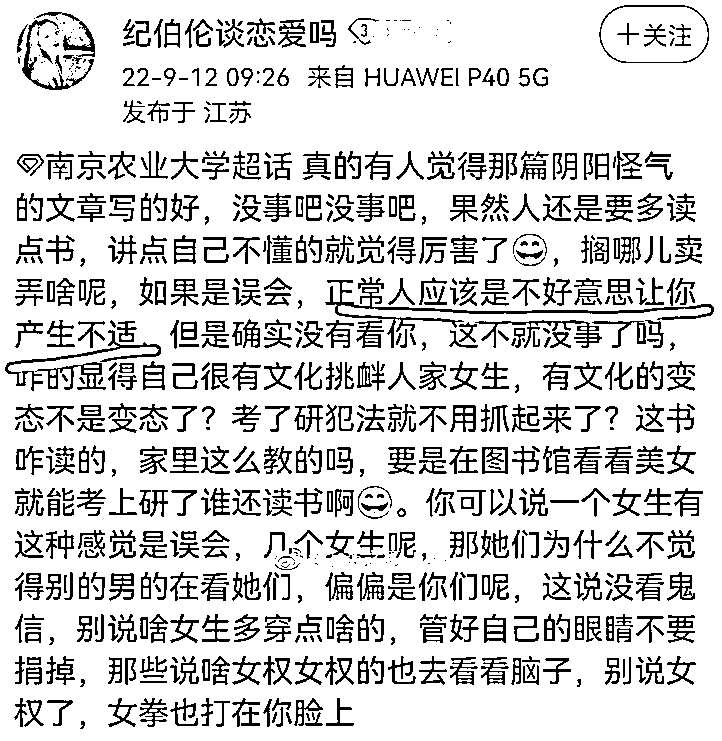 纪伯伦谈恋爱吗 3
+关注
22-9-12 09:26 来自 HUAWEI P40 5G
发布于 江苏
南京农业大学超话 真的有人觉得那篇阴阳怪气
的文章写的好，没事吧没事吧，果然人还是要多读
点书，讲点自己不懂的就觉得厉害了😄，搁哪儿卖
弄啥呢，如果是误会，正常人应该是不好意思让你
产生不适，但是确实没有看你，这不就没事了吗，
咋的显得自己很有文化挑衅人家女生，有文化的变
态不是变态了？考了研犯法就不用抓起来了？这书
咋读的，家里这么教的吗，要是在图书馆看看美女
就能考上研了谁还读书啊😄。你可以说一个女生有
这种感觉是误会，几个女生呢，那她们为什么不觉
得别的男的在看她们，偏偏是你们呢，这说没看鬼
信，别说啥女生多穿点啥的，管好自己的眼睛不要
捐掉，那些说啥女权女权的也去看看脑子，别说女
权了，女拳也打在你脸上